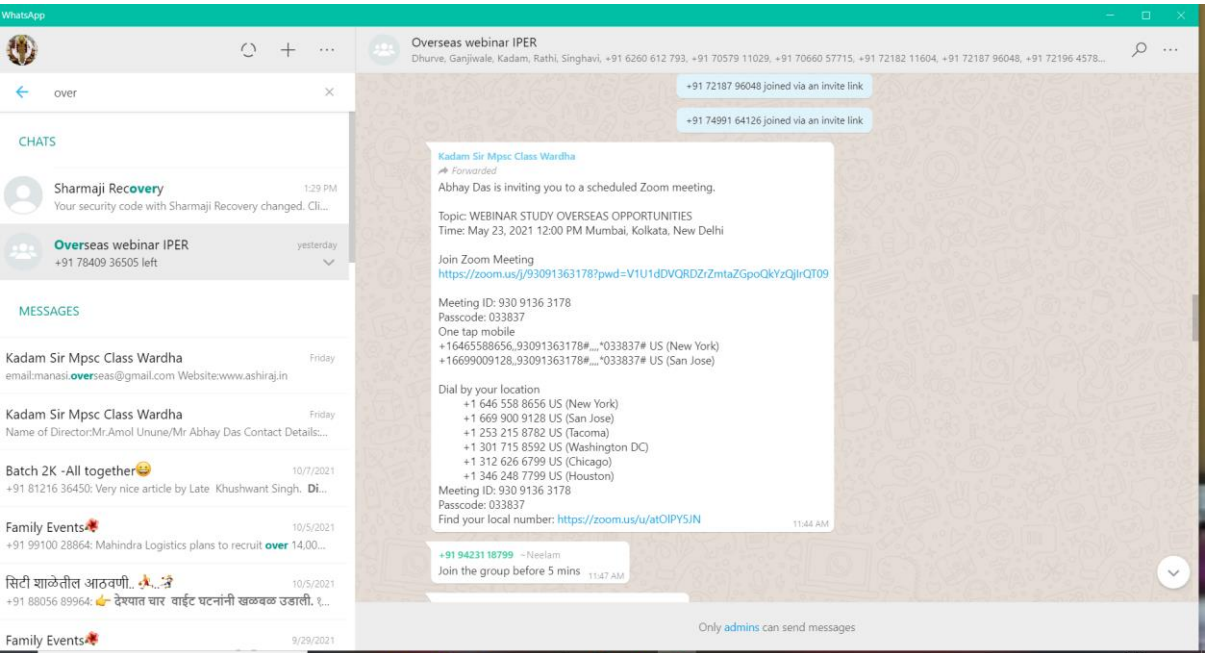 WhatsApp
over
CHATS
Sharmaji Recovery 1:29 PM
Your security code with Sharmaji Recovery changed. Cli...
Overseas webinar IPER yesterday
+91 78409 36505 left
MESSAGES
Kadam Sir Mpsc Class Wardha Friday
email:manasi.overseas@gmail.com Website:www.ashiraj.in
Kadam Sir Mpsc Class Wardha Friday
Name of Director:Mr.Amol Unune/Mr Abhay Das Contact Details:...
Batch 2K -All together😄 10/7/2021
+91 81216 36450: Very nice article by Late Khushwant Singh. Di...
Family Events 10/5/2021
+91 99100 28864: Mahindra Logistics plans to recruit over 14,00...
सिटी शाळेतील आठवणी.. 10/5/2021
+91 88056 89964: 👉 देश्यात चार वाईट घटनांनी खळबळ उडाली. १...
Family Events 9/29/2021
Overseas webinar IPER
Dhurve, Ganjiwale, Kadam, Rathi, Singhavi, +91 6260 612 793, +91 70579 11029, +91 70660 57715, +91 72182 11604, +91 72187 96048, +91 72196 4578...
+91 72187 96048 joined via an invite link
+91 74991 64126 joined via an invite link
Kadam Sir Mpsc Class Wardha
Forwarded
Abhay Das is inviting you to a scheduled Zoom meeting.
Topic: WEBINAR STUDY OVERSEAS OPPORTUNITIES
Time: May 23, 2021 12:00 PM Mumbai, Kolkata, New Delhi
Join Zoom Meeting
https://zoom.us/j/93091363178?pwd=V1U1dDVQRDZrZmtaZGpoQkYzQjlrQT09
Meeting ID: 930 9136 3178
Passcode: 033837
One tap mobile
+16465588656,,93091363178#,,,,*033837# US (New York)
+16699009128,,93091363178#,,,,*033837# US (San Jose)
Dial by your location
+1 646 558 8656 US (New York)
+1 669 900 9128 US (San Jose)
+1 253 215 8782 US (Tacoma)
+1 301 715 8592 US (Washington DC)
+1 312 626 6799 US (Chicago)
+1 346 248 7799 US (Houston)
Meeting ID: 930 9136 3178
Passcode: 033837
Find your local number: https://zoom.us/u/atOlPY5JN
11:44 AM
+91 94231 18799 ~Neelam
Join the group before 5 mins 11:47 AM
Only admins can send messages